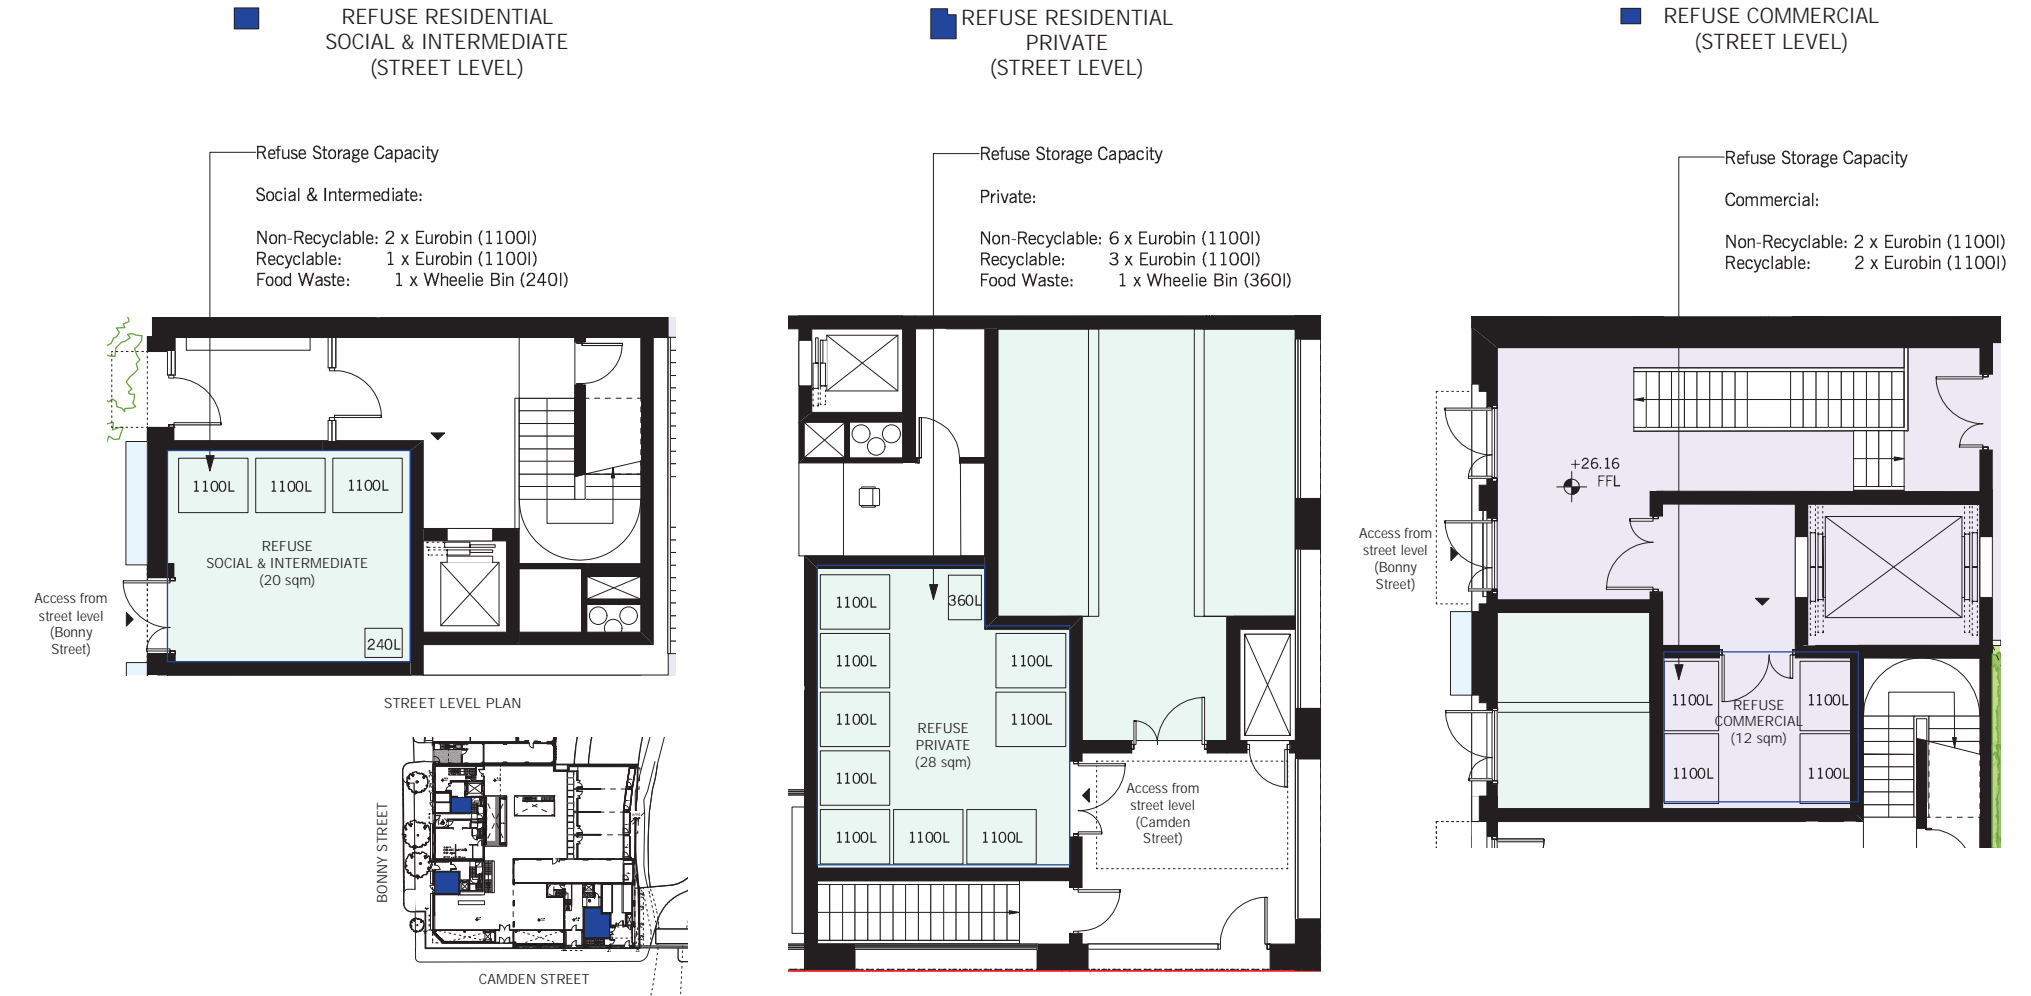 REFUSE RESIDENTIAL
SOCIAL & INTERMEDIATE
(STREET LEVEL)
Refuse Storage Capacity
Social & Intermediate:
Non-Recyclable: 2 x Eurobin (1100l)
Recyclable: 1 x Eurobin (1100l)
Food Waste: 1 x Wheelie Bin (240l)
1100L 1100L 1100L
REFUSE
SOCIAL & INTERMEDIATE
(20 sqm)
240L
Access from
street level
(Bonny
Street)
STREET LEVEL PLAN
BONNY STREET
CAMDEN STREET
REFUSE RESIDENTIAL
PRIVATE
(STREET LEVEL)
Refuse Storage Capacity
Private:
Non-Recyclable: 6 x Eurobin (1100l)
Recyclable: 3 x Eurobin (1100l)
Food Waste: 1 x Wheelie Bin (360l)
1100L 360L
1100L 1100L
1100L 1100L
REFUSE
PRIVATE
(28 sqm)
1100L
1100L 1100L 1100L
Access from
street level
(Camden
Street)
REFUSE COMMERCIAL
(STREET LEVEL)
Refuse Storage Capacity
Commercial:
Non-Recyclable: 2 x Eurobin (1100l)
Recyclable: 2 x Eurobin (1100l)
+26.16
FFL
Access from
street level
(Bonny
Street)
1100L 1100L
REFUSE
COMMERCIAL
(12 sqm)
1100L 1100L